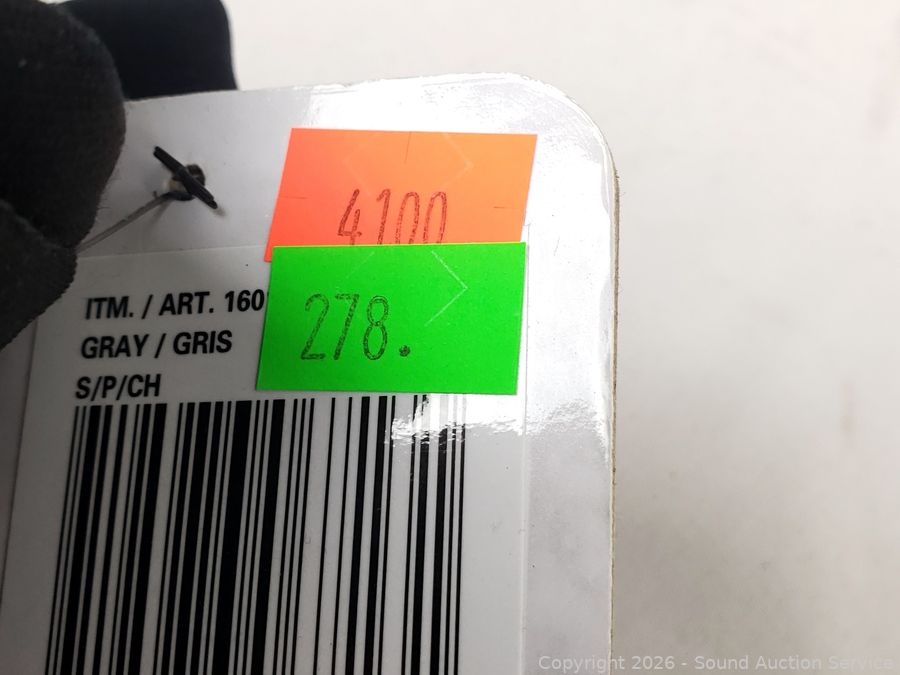 4100
278.
ITM. / ART. 160
GRAY / GRIS
S/P/CH
Copyright 2026 - Sound Auction Service